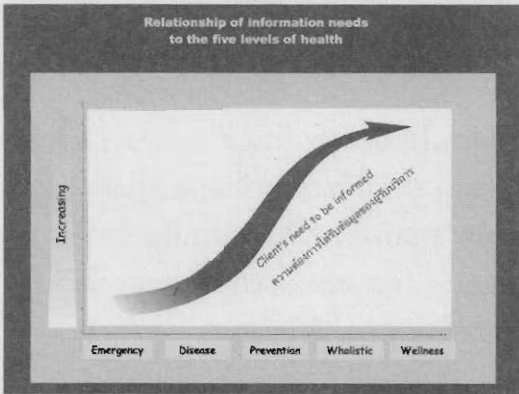 Relationship of information needs
to the five levels of health
Increasing
Client's need to be informed
ความต้องการได้รับข้อมูลของผู้รับบริการ
Emergency
Disease
Prevention
Wholistic
Wellness